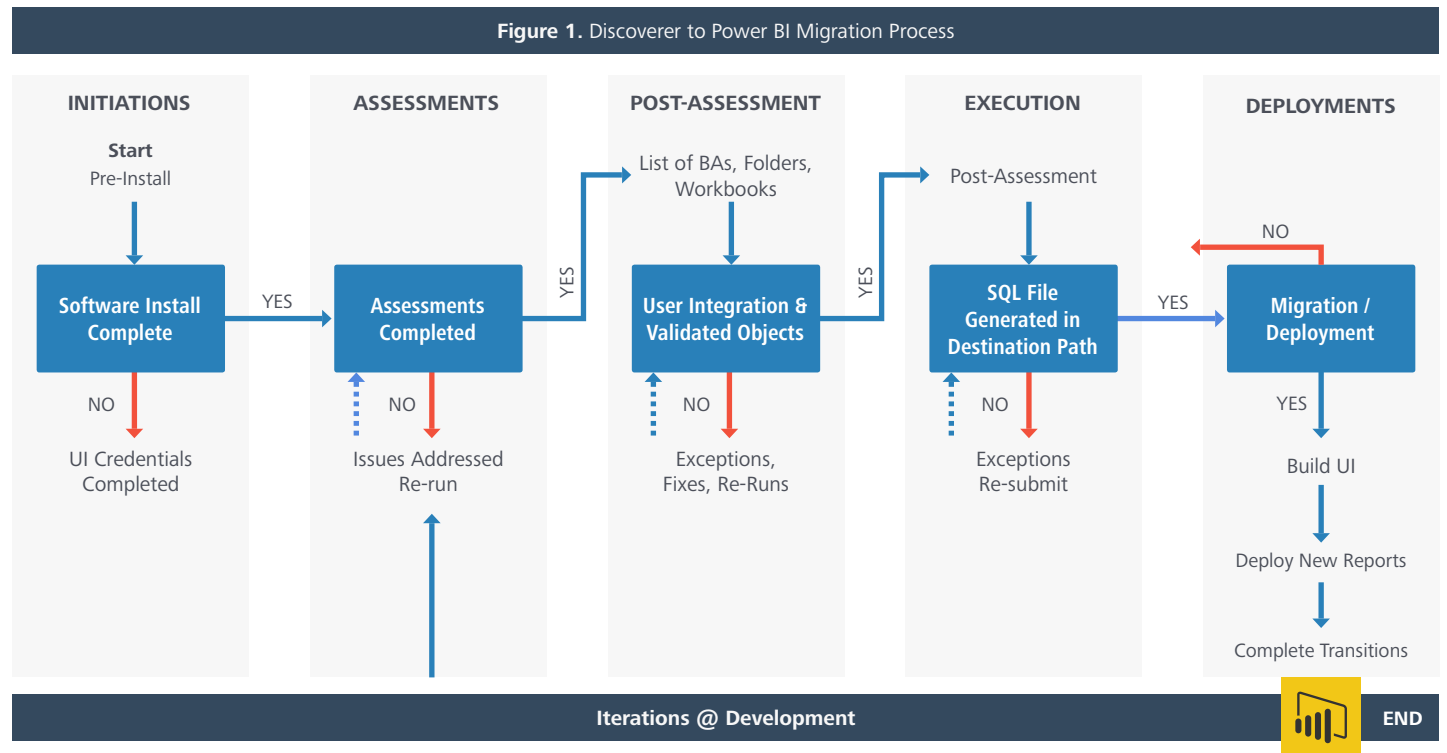 Figure 1. Discoverer to Power BI Migration Process
INITIATIONS
Start
Pre-Install
Software Install
Complete
YES
NO
UI Credentials
Completed
ASSESSMENTS
Assessments
Completed
YES
NO
Issues Addressed
Re-run
POST-ASSESSMENT
List of BAs, Folders,
Workbooks
User Integration &
Validated Objects
YES
NO
Exceptions,
Fixes, Re-Runs
EXECUTION
Post-Assessment
SQL File
Generated in
Destination Path
YES
NO
Exceptions
Re-submit
DEPLOYMENTS
NO
Migration /
Deployment
YES
Build UI
Deploy New Reports
Complete Transitions
Iterations @ Development
END